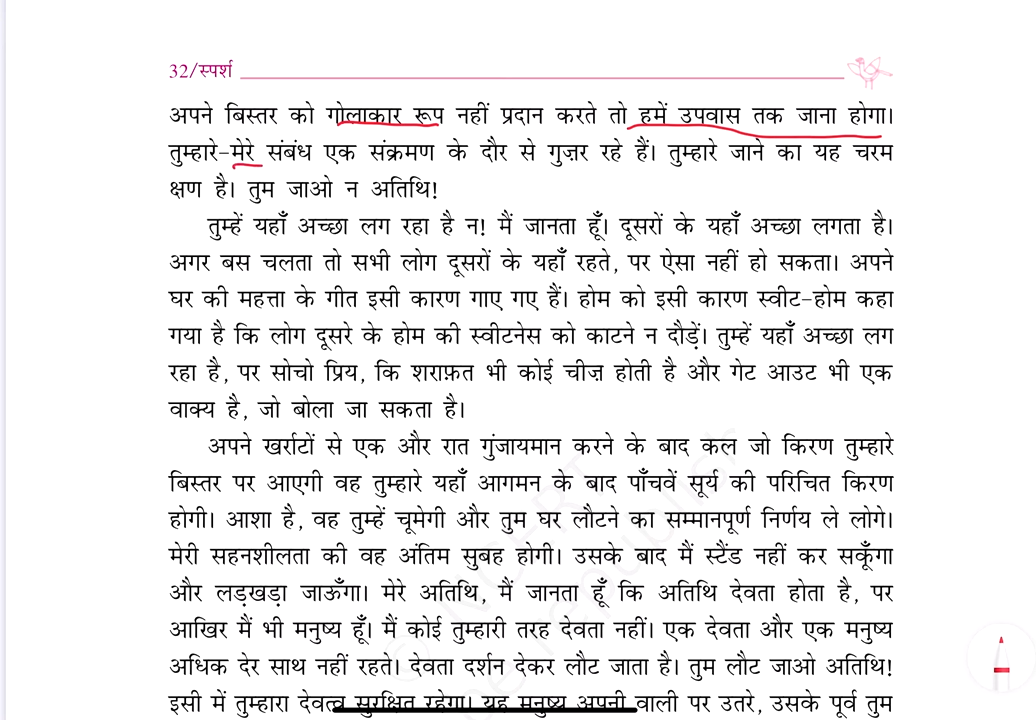 32/स्पर्श
अपने बिस्तर को गोलाकार रूप नहीं प्रदान करते तो हमें उपवास तक जाना होगा।
तुम्हारे-मेरे संबंध एक संक्रमण के दौर से गुज़र रहे हैं। तुम्हारे जाने का यह चरम
क्षण है। तुम जाओ न अतिथि!
तुम्हें यहाँ अच्छा लग रहा है न! मैं जानता हूँ। दूसरों के यहाँ अच्छा लगता है।
अगर बस चलता तो सभी लोग दूसरों के यहाँ रहते, पर ऐसा नहीं हो सकता। अपने
घर की महत्ता के गीत इसी कारण गाए गए हैं। होम को इसी कारण स्वीट-होम कहा
गया है कि लोग दूसरे के होम की स्वीटनेस को काटने न दौड़ें। तुम्हें यहाँ अच्छा लग
रहा है, पर सोचो प्रिय, कि शराफ़त भी कोई चीज़ होती है और गेट आउट भी एक
वाक्य है, जो बोला जा सकता है।
अपने खर्राटों से एक और रात गुंजायमान करने के बाद कल जो किरण तुम्हारे
बिस्तर पर आएगी वह तुम्हारे यहाँ आगमन के बाद पाँचवें सूर्य की परिचित किरण
होगी। आशा है, वह तुम्हें चूमेगी और तुम घर लौटने का सम्मानपूर्ण निर्णय ले लोगे।
मेरी सहनशीलता की वह अंतिम सुबह होगी। उसके बाद मैं स्टैंड नहीं कर सकूँगा
और लड़खड़ा जाऊँगा। मेरे अतिथि, मैं जानता हूँ कि अतिथि देवता होता है, पर
आखिर मैं भी मनुष्य हूँ। मैं कोई तुम्हारी तरह देवता नहीं। एक देवता और एक मनुष्य
अधिक देर साथ नहीं रहते। देवता दर्शन देकर लौट जाता है। तुम लौट जाओ अतिथि!
इसी में तुम्हारा देवत्व सुरक्षित रहेगा। यह मनुष्य अपनी वाली पर उतरे, उसके पूर्व तुम